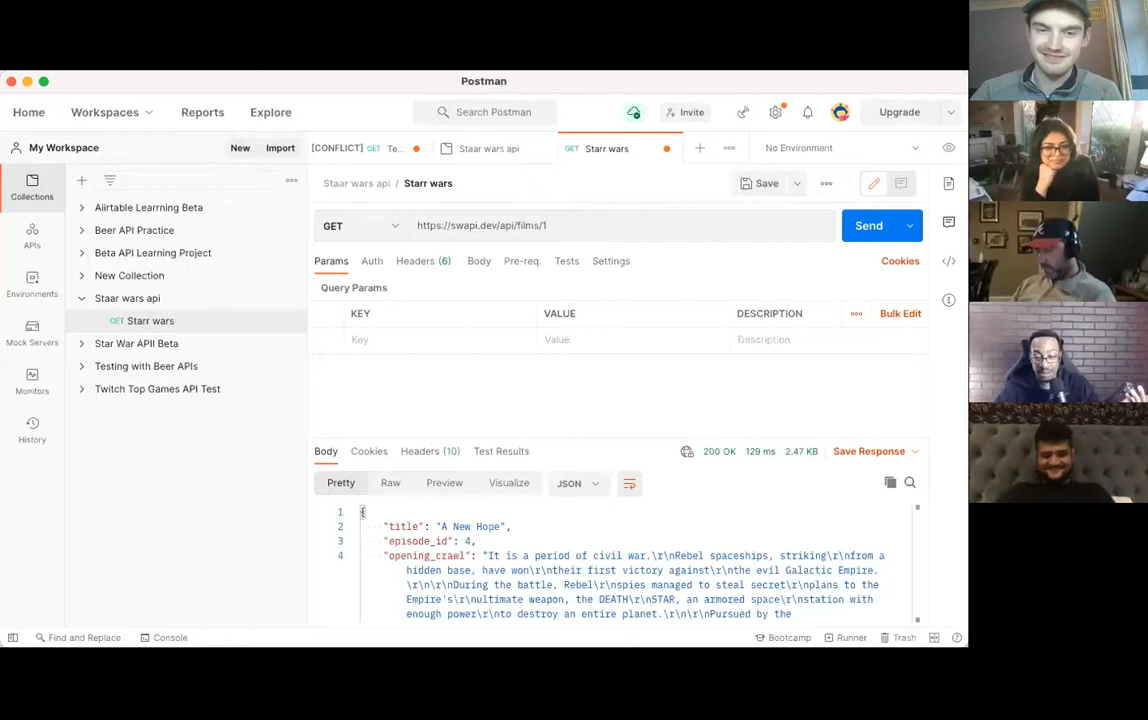 Postman
Home Workspaces Reports Explore Search Postman Invite Upgrade
My Workspace New Import [CONFLICT] GET Te... Staar wars api GET Starr wars No Environment
Collections
APIs
Environments
Mock Servers
Monitors
History
Airtable Learrning Beta
Beer API Practice
Beta API Learning Project
New Collection
Staar wars api
GET Starr wars
Star War APII Beta
Testing with Beer APIs
Twitch Top Games API Test
Staar wars api / Starr wars Save
GET https://swapi.dev/api/films/1 Send
Params Auth Headers (6) Body Pre-req. Tests Settings Cookies
Query Params
KEY VALUE DESCRIPTION Bulk Edit
Key Value Description
Body Cookies Headers (10) Test Results 200 OK 129 ms 2.47 KB Save Response
Pretty Raw Preview Visualize JSON
1 {
2 "title": "A New Hope",
3 "episode_id": 4,
4 "opening_crawl": "It is a period of civil war.\r\nRebel spaceships, striking\r\nfrom a
hidden base, have won\r\ntheir first victory against\r\nthe evil Galactic Empire.
\r\n\r\nDuring the battle, Rebel\r\nspies managed to steal secret\r\nplans to the
Empire's\r\nultimate weapon, the DEATH\r\nSTAR, an armored space\r\nstation with
enough power\r\nto destroy an entire planet.\r\n\r\nPursued by the
Find and Replace Console Bootcamp Runner Trash